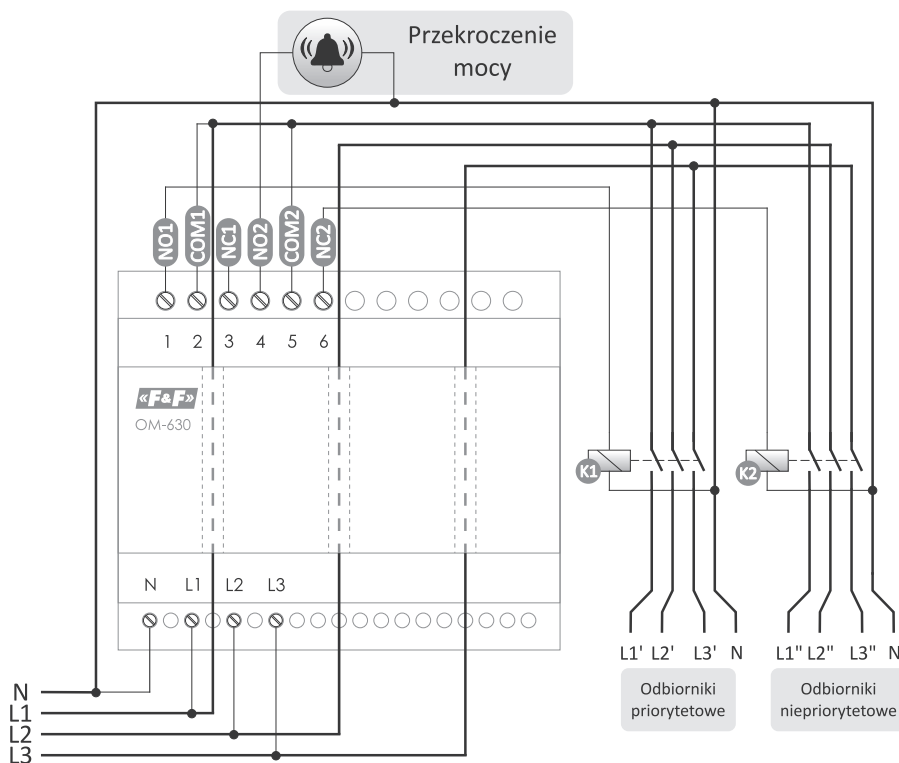 Przekroczenie
mocy
NO1 COM1 NC1 NO2 COM2 NC2
1 2 3 4 5 6
«F&F»
OM-630
K1
K2
N L1 L2 L3
L1' L2' L3' N
L1" L2" L3" N
Odbiorniki
priorytetowe
Odbiorniki
niepriorytetowe
N
L1
L2
L3